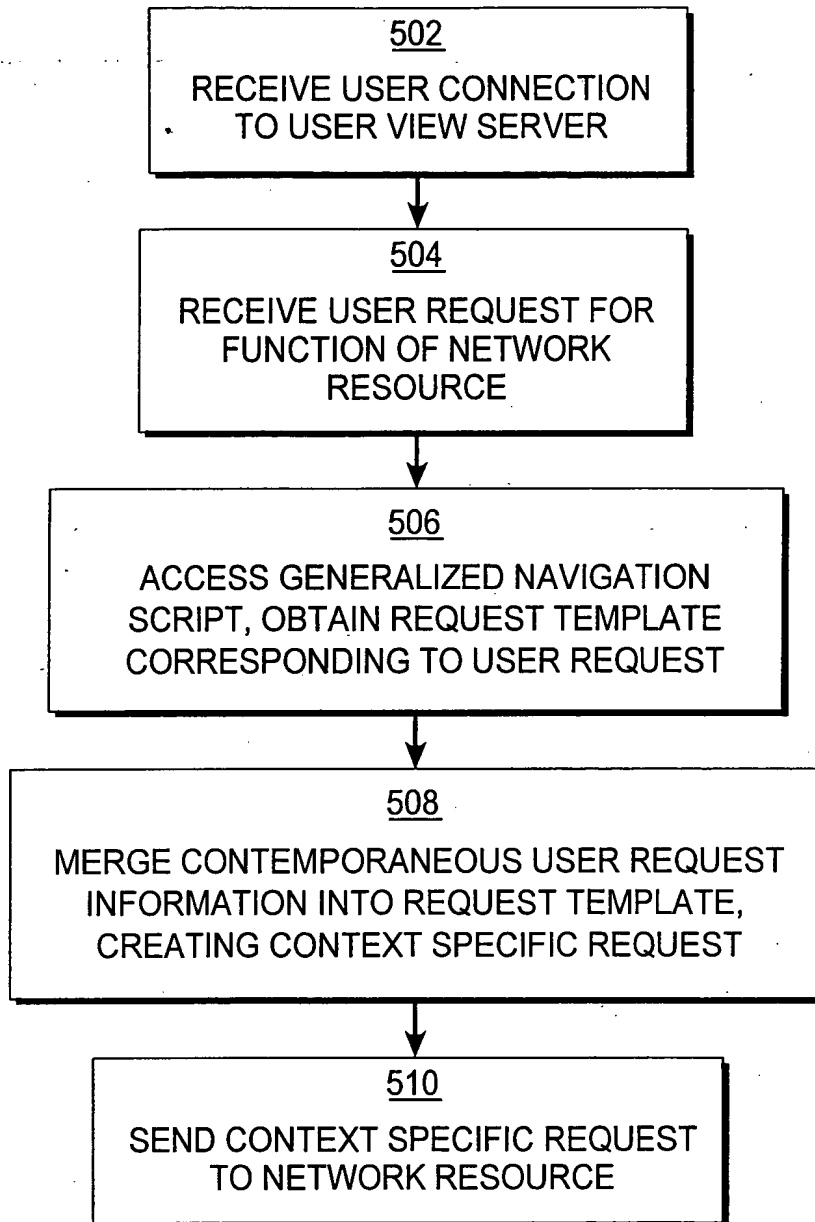 502
RECEIVE USER CONNECTION
TO USER VIEW SERVER
504
RECEIVE USER REQUEST FOR
FUNCTION OF NETWORK
RESOURCE
506
ACCESS GENERALIZED NAVIGATION
SCRIPT, OBTAIN REQUEST TEMPLATE
CORRESPONDING TO USER REQUEST
508
MERGE CONTEMPORANEOUS USER REQUEST
INFORMATION INTO REQUEST TEMPLATE,
CREATING CONTEXT SPECIFIC REQUEST
510
SEND CONTEXT SPECIFIC REQUEST
TO NETWORK RESOURCE